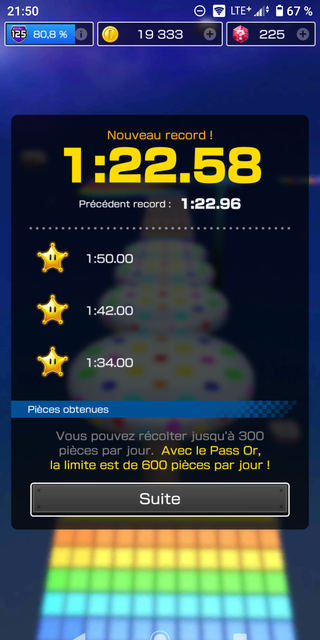 21:50
LTE+
67 %
125
80,8 %
19 333
225
Nouveau record !
1:22.58
Précédent record : 1:22.96
1:50.00
1:42.00
1:34.00
Pièces obtenues
Vous pouvez récolter jusqu'à 300
pièces par jour. Avec le Pass Or,
la limite est de 600 pièces par jour !
Suite